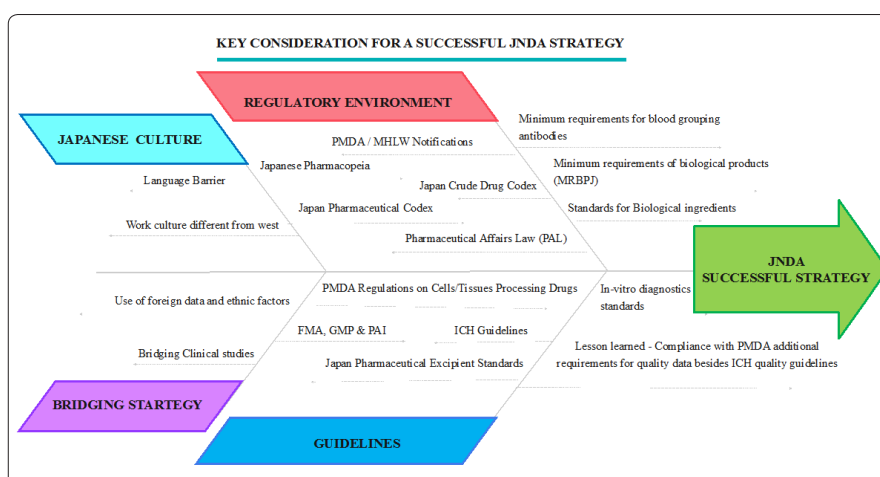 KEY CONSIDERATION FOR A SUCCESSFUL JNDA STRATEGY
REGULATORY ENVIRONMENT
JAPANESE CULTURE
PMDA / MHLW Notifications
Minimum requirements for blood grouping
antibodies
Japanese Pharmacopeia
Language Barrier
Minimum requirements of biological products
(MRBPJ)
Japan Crude Drug Codex
Japan Pharmaceutical Codex
Standards for Biological ingredients
Work culture different from west
Pharmaceutical Affairs Law (PAL)
JNDA
SUCCESSFUL STRATEGY
PMDA Regulations on Cells/Tissues Processing Drugs
In-vitro diagnostics
standards
Use of foreign data and ethnic factors
FMA, GMP & PAI
ICH Guidelines
Bridging Clinical studies
Japan Pharmaceutical Excipient Standards
Lesson learned - Compliance with PMDA additional
requirements for quality data besides ICH quality guidelines
BRIDGING STARTEGY
GUIDELINES